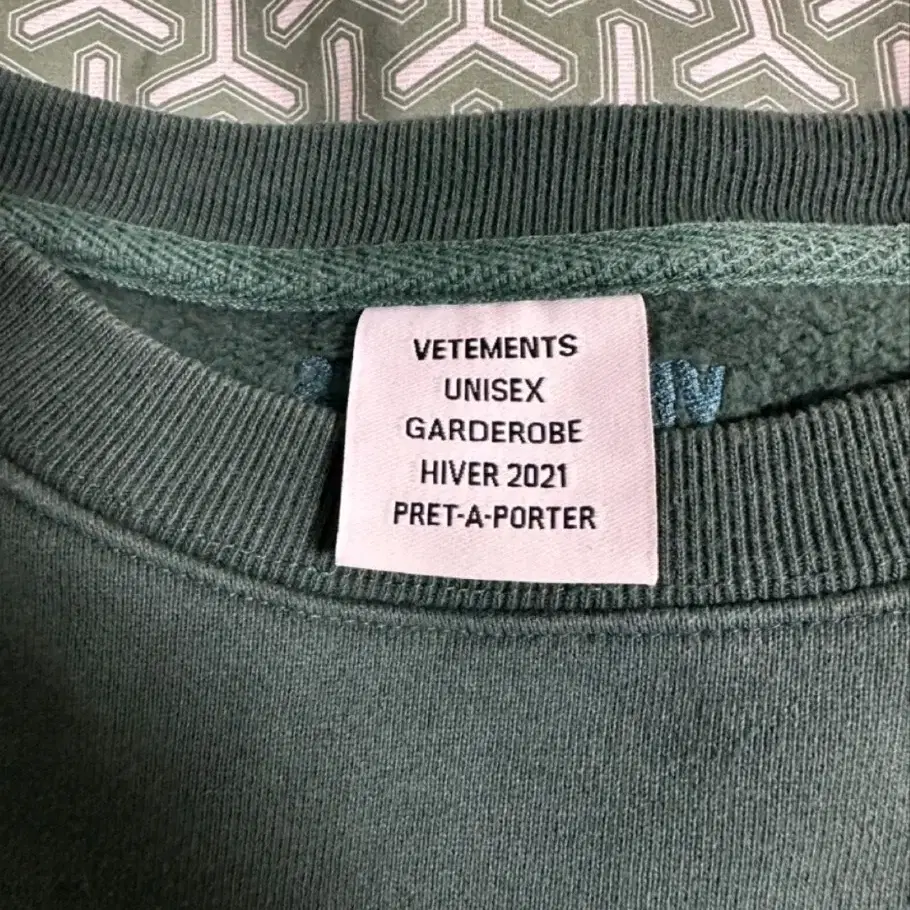 VETEMENTS
UNISEX
GARDEROBE
HIVER 2021
PRET-A-PORTER